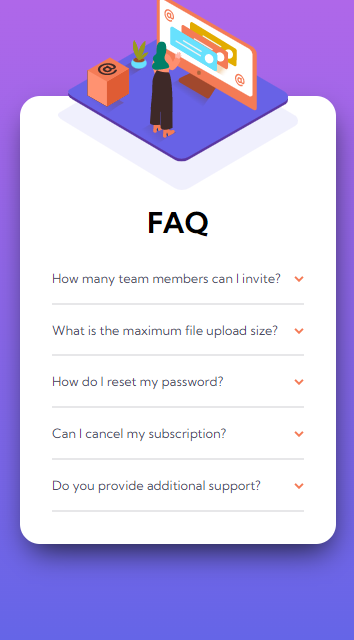 @
@
@
FAQ
How many team members can I invite?
What is the maximum file upload size?
How do I reset my password?
Can I cancel my subscription?
Do you provide additional support?